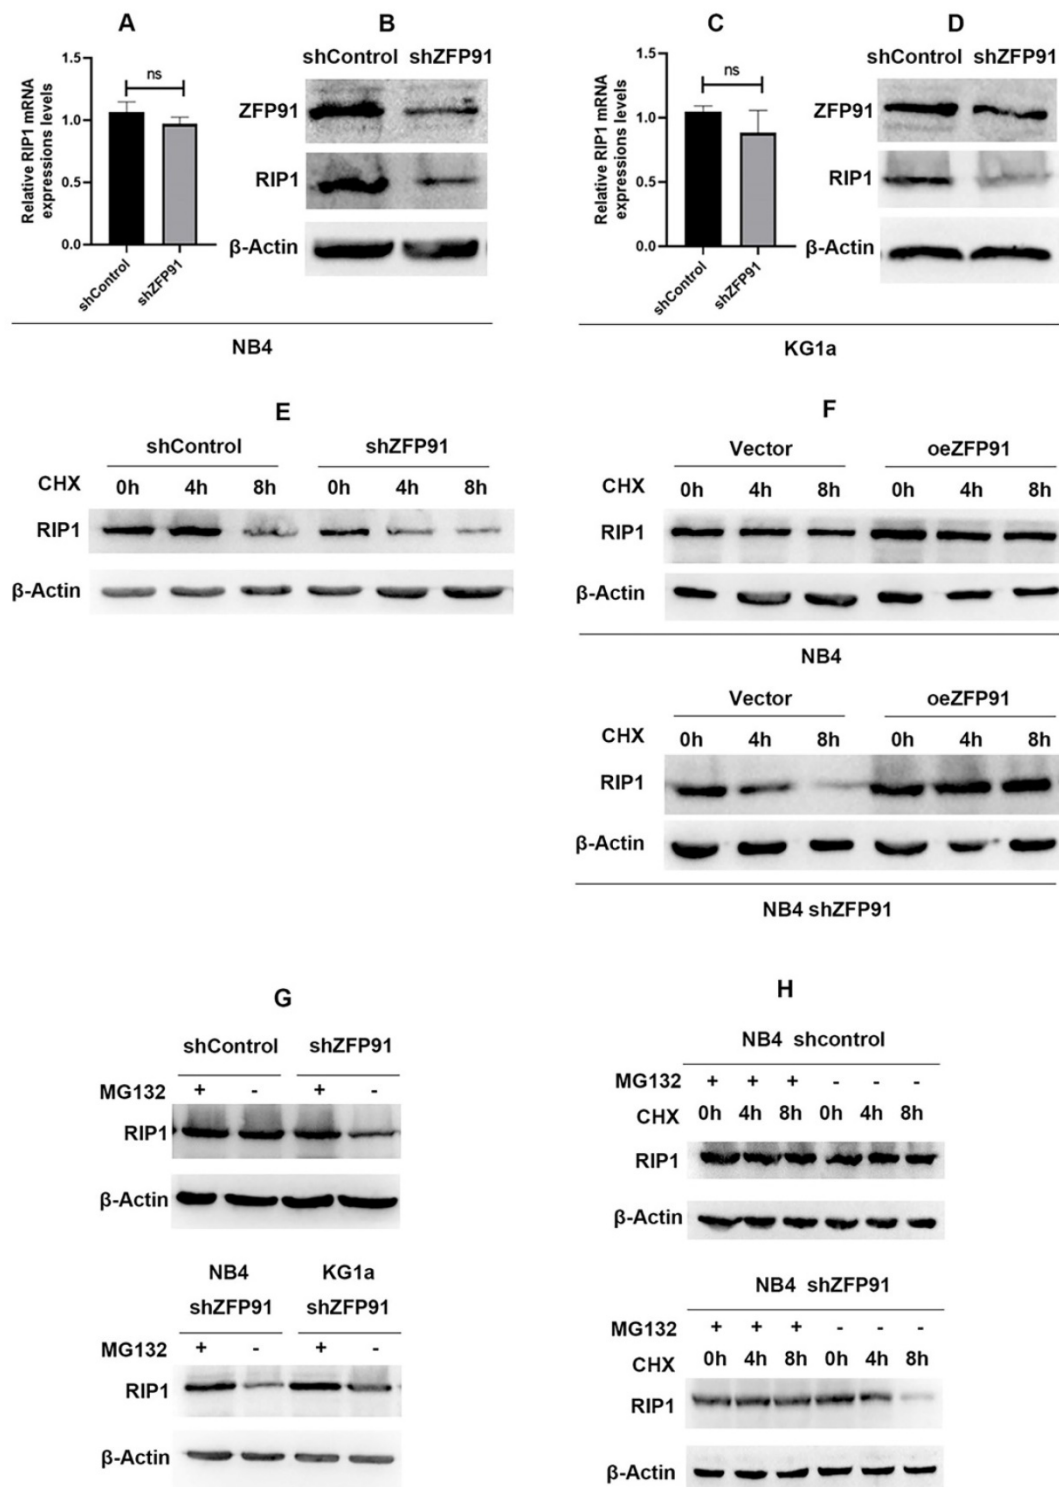 A
Relative RIP1 mRNA
expressions levels
1.5
1.0
0.5
0.0
ns
shControl
shZFP91
B
shControl shZFP91
ZFP91
RIP1
β-Actin
NB4
C
Relative RIP1 mRNA
expressions levels
1.5
1.0
0.5
0.0
ns
shControl
shZFP91
D
shControl shZFP91
ZFP91
RIP1
β-Actin
KG1a
E
shControl shZFP91
CHX 0h 4h 8h 0h 4h 8h
RIP1
β-Actin
F
Vector oeZFP91
CHX 0h 4h 8h 0h 4h 8h
RIP1
β-Actin
NB4
Vector oeZFP91
CHX 0h 4h 8h 0h 4h 8h
RIP1
β-Actin
NB4 shZFP91
G
shControl shZFP91
MG132 + - + -
RIP1
β-Actin
NB4 KG1a
shZFP91 shZFP91
MG132 + - + -
RIP1
β-Actin
H
NB4 shcontrol
MG132 + + + - - -
CHX 0h 4h 8h 0h 4h 8h
RIP1
β-Actin
NB4 shZFP91
MG132 + + + - - -
CHX 0h 4h 8h 0h 4h 8h
RIP1
β-Actin